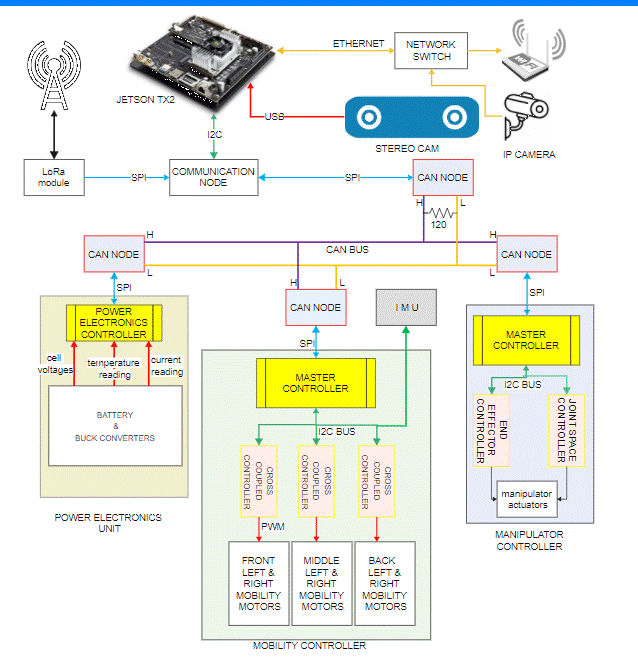 ETHERNET
NETWORK
SWITCH
Wi Fi
JETSON TX2
USB
STEREO CAM
IP CAMERA
I2C
LoRa
module
SPI
COMMUNICATION
NODE
SPI
CAN NODE
H
L
120
CAN NODE
H
L
CAN BUS
H
L
CAN NODE
H
L
CAN NODE
I M U
SPI
SPI
SPI
POWER
ELECTRONICS
CONTROLLER
cell
voltages
temperature
reading
current
reading
BATTERY
&
BUCK CONVERTERS
POWER ELECTRONICS
UNIT
MASTER
CONTROLLER
I2C BUS
CROSS
COUPLED
CONTROLLER
CROSS
COUPLED
CONTROLLER
CROSS
COUPLED
CONTROLLER
PWM
FRONT
LEFT &
RIGHT
MOBILITY
MOTORS
MIDDLE
LEFT &
RIGHT
MOBILITY
MOTORS
BACK
LEFT &
RIGHT
MOBILITY
MOTORS
MOBILITY CONTROLLER
MASTER
CONTROLLER
I2C BUS
END
EFFECTOR
CONTROLLER
JOINT SPACE
CONTROLLER
manipulator
actuators
MANIPULATOR
CONTROLLER